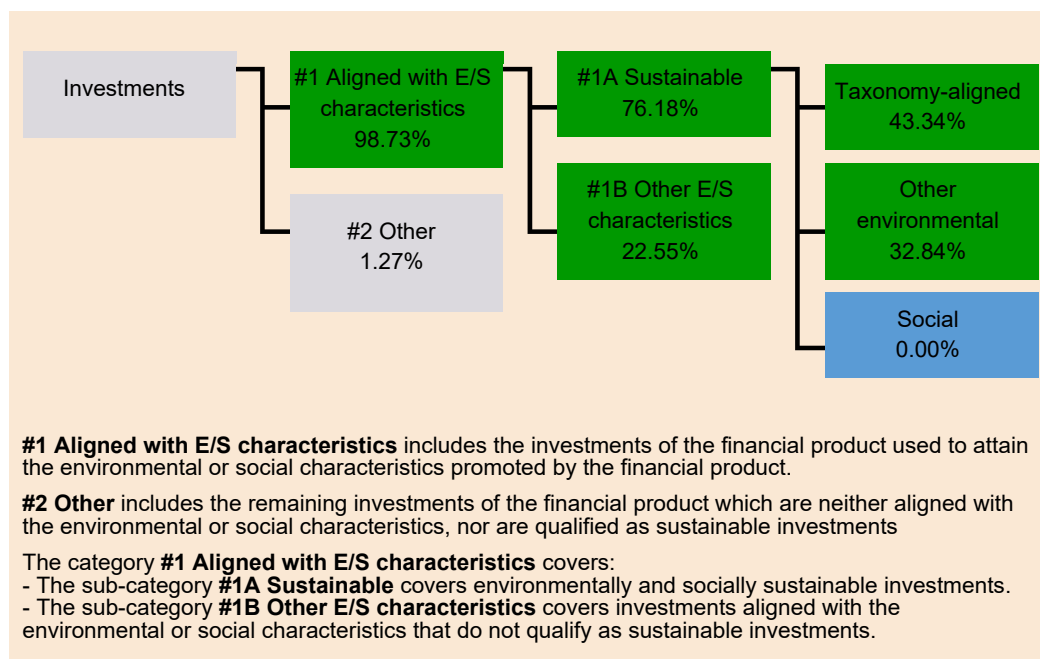 Investments
#1 Aligned with E/S
characteristics
98.73%
#2 Other
1.27%
#1A Sustainable
76.18%
#1B Other E/S
characteristics
22.55%
Taxonomy-aligned
43.34%
Other
environmental
32.84%
Social
0.00%
#1 Aligned with E/S characteristics includes the investments of the financial product used to attain
the environmental or social characteristics promoted by the financial product.
#2 Other includes the remaining investments of the financial product which are neither aligned with
the environmental or social characteristics, nor are qualified as sustainable investments
The category #1 Aligned with E/S characteristics covers:
- The sub-category #1A Sustainable covers environmentally and socially sustainable investments.
- The sub-category #1B Other E/S characteristics covers investments aligned with the
environmental or social characteristics that do not qualify as sustainable investments.